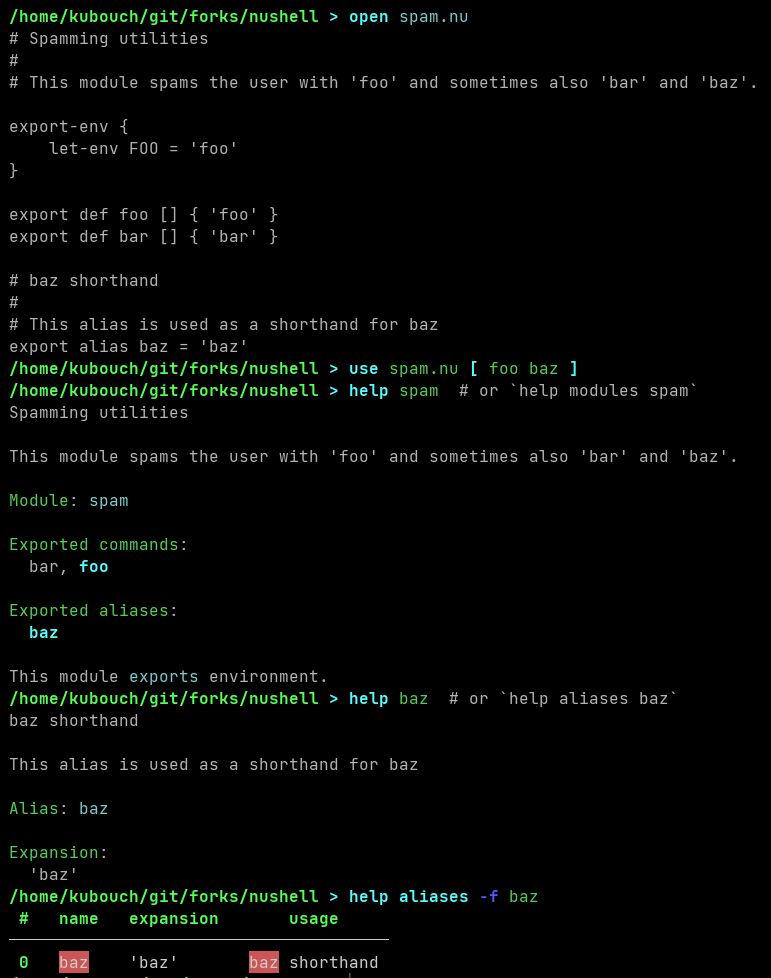 /home/kubouch/git/forks/nushell > open spam.nu
# Spamming utilities
#
# This module spams the user with 'foo' and sometimes also 'bar' and 'baz'.
export-env {
    let-env FOO = 'foo'
}
export def foo [] { 'foo' }
export def bar [] { 'bar' }
# baz shorthand
#
# This alias is used as a shorthand for baz
export alias baz = 'baz'
/home/kubouch/git/forks/nushell > use spam.nu [ foo baz ]
/home/kubouch/git/forks/nushell > help spam  # or `help modules spam`
Spamming utilities
This module spams the user with 'foo' and sometimes also 'bar' and 'baz'.
Module: spam
Exported commands:
  bar, foo
Exported aliases:
  baz
This module exports environment.
/home/kubouch/git/forks/nushell > help baz  # or `help aliases baz`
baz shorthand
This alias is used as a shorthand for baz
Alias: baz
Expansion:
  'baz'
/home/kubouch/git/forks/nushell > help aliases -f baz
 #   name   expansion       usage
 0   baz    'baz'       baz shorthand